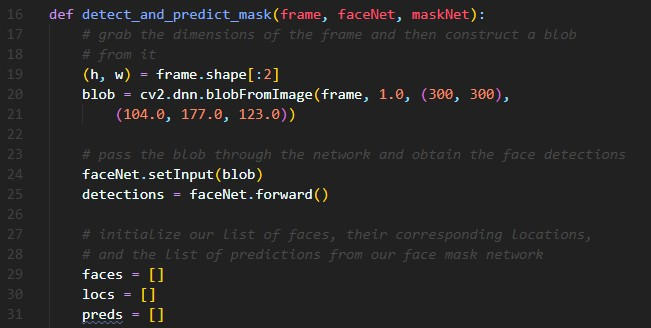 16 def detect_and_predict_mask(frame, faceNet, maskNet):
17     # grab the dimensions of the frame and then construct a blob
18     # from it
19     (h, w) = frame.shape[:2]
20     blob = cv2.dnn.blobFromImage(frame, 1.0, (300, 300),
21         (104.0, 177.0, 123.0))
22
23     # pass the blob through the network and obtain the face detections
24     faceNet.setInput(blob)
25     detections = faceNet.forward()
26
27     # initialize our list of faces, their corresponding locations,
28     # and the list of predictions from our face mask network
29     faces = []
30     locs = []
31     preds = []